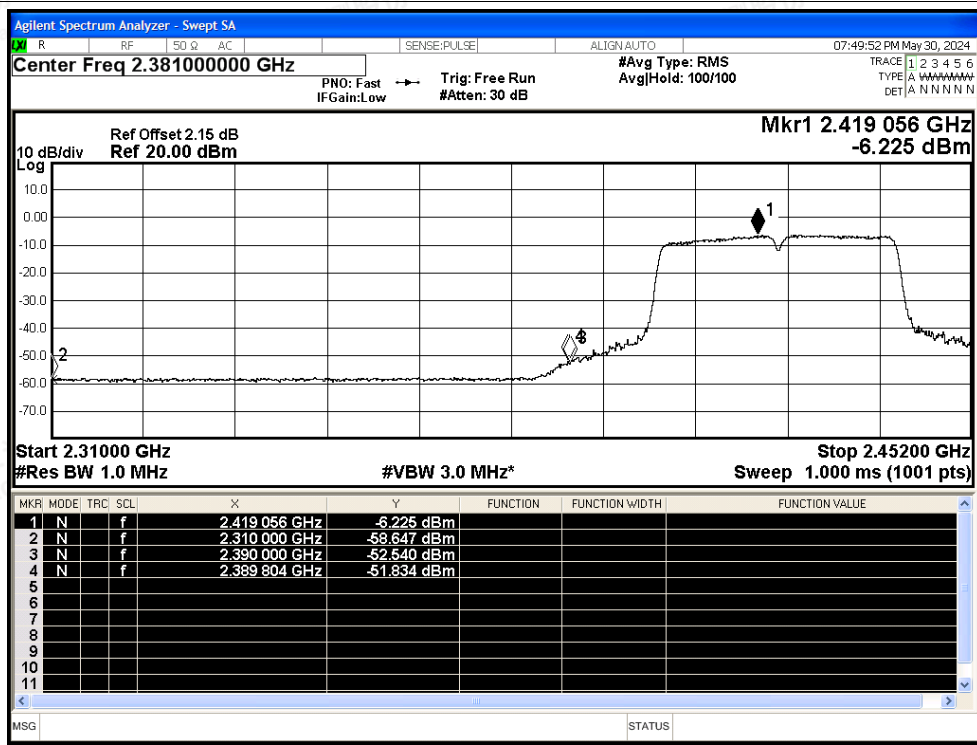 Agilent Spectrum Analyzer - Swept SA
LXI R RF 50 Ω AC SENSE:PULSE ALIGN AUTO 07:49:52 PM May 30, 2024
Center Freq 2.381000000 GHz #Avg Type: RMS TRACE 1 2 3 4 5 6
PNO: Fast Trig: Free Run Avg|Hold: 100/100 TYPE A WWWWW
IFGain:Low #Atten: 30 dB DET A N N N N N
Mkr1 2.419 056 GHz
Ref Offset 2.15 dB -6.225 dBm
10 dB/div Ref 20.00 dBm
Log
10.0
0.00
-10.0
-20.0
-30.0
-40.0
-50.0
-60.0
-70.0
1
2
Start 2.31000 GHz Stop 2.45200 GHz
#Res BW 1.0 MHz #VBW 3.0 MHz* Sweep 1.000 ms (1001 pts)
MKR MODE TRC SCL X Y FUNCTION FUNCTION WIDTH FUNCTION VALUE
1 N f 2.419 056 GHz -6.225 dBm
2 N f 2.310 000 GHz -58.647 dBm
3 N f 2.390 000 GHz -52.540 dBm
4 N f 2.389 804 GHz -51.834 dBm
5
6
7
8
9
10
11
MSG STATUS